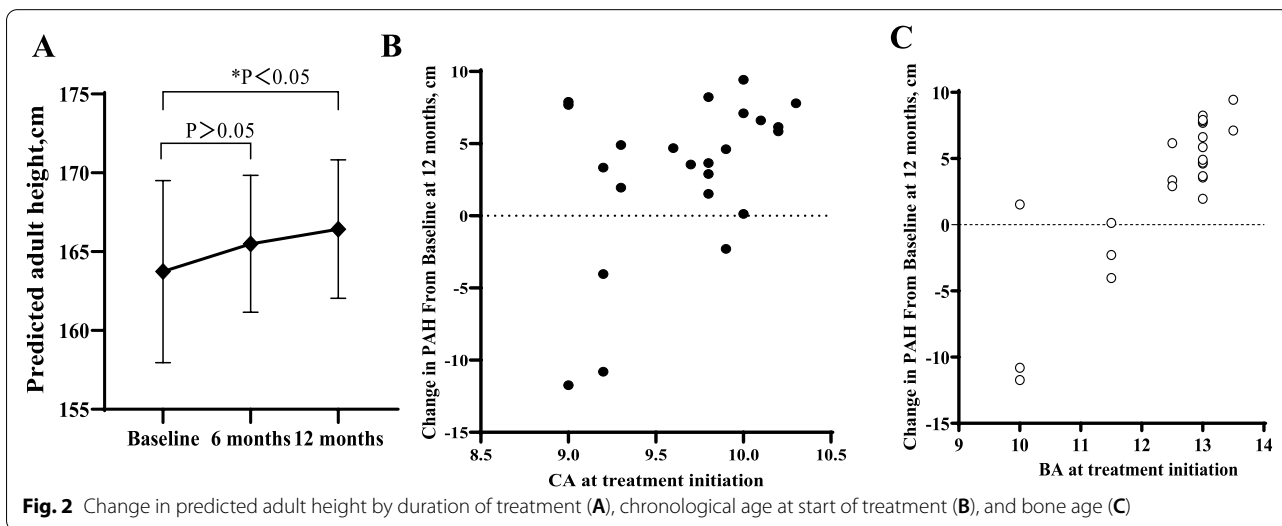 A
*P<0.05
P>0.05
Predicted adult height,cm
175
170
165
160
155
Baseline 6 months 12 months
B
Change in PAH From Baseline at 12 months, cm
10
5
0
-5
-10
-15
8.5 9.0 9.5 10.0 10.5
CA at treatment initiation
C
Change in PAH From Baseline at 12 months, cm
10
5
0
-5
-10
-15
9 10 11 12 13 14
BA at treatment initiation
Fig. 2 Change in predicted adult height by duration of treatment (A), chronological age at start of treatment (B), and bone age (C)